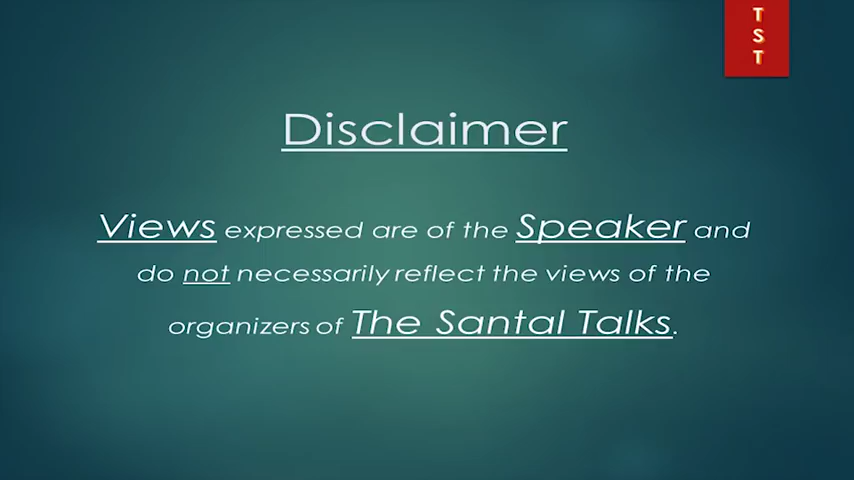 T
S
T
Disclaimer
Views expressed are of the Speaker and
do not necessarily reflect the views of the
organizers of The Santal Talks.